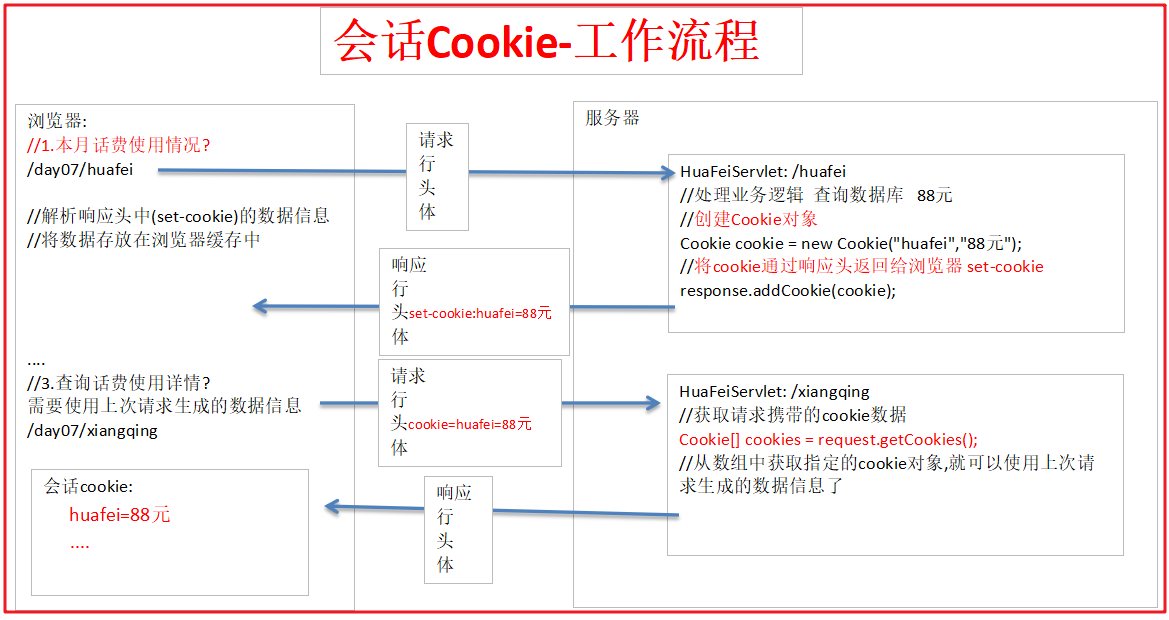 会话Cookie-工作流程
浏览器:
//1.本月话费使用情况?
/day07/huafei
//解析响应头中(set-cookie)的数据信息
//将数据存放在浏览器缓存中
....
//3.查询话费使用详情?
需要使用上次请求生成的数据信息
/day07/xiangqing
会话cookie:
huafei=88元
....
请求
行
头
体
响应
行
头set-cookie:huafei=88元
体
请求
行
头cookie=huafei=88元
体
响应
行
头
体
服务器
HuaFeiServlet: /huafei
//处理业务逻辑 查询数据库 88元
//创建Cookie对象
Cookie cookie = new Cookie("huafei","88元");
//将cookie通过响应头返回给浏览器 set-cookie
response.addCookie(cookie);
HuaFeiServlet: /xiangqing
//获取请求携带的cookie数据
Cookie[] cookies = request.getCookies();
//从数组中获取指定的cookie对象,就可以使用上次请
求生成的数据信息了